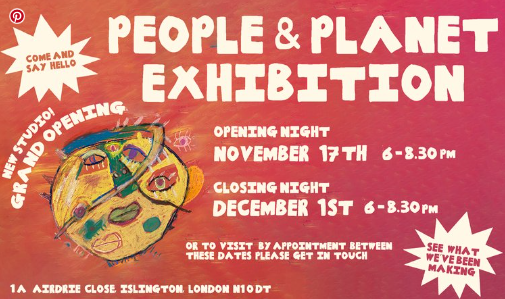 PEOPLE & PLANET
EXHIBITION
COME AND
SAY HELLO
NEW STUDIO!
GRAND OPENING
OPENING NIGHT
NOVEMBER 17TH 6-8.30PM
CLOSING NIGHT
DECEMBER 1ST 6-8.30PM
OR TO VISIT BY APPOINTMENT BETWEEN
THESE DATES PLEASE GET IN TOUCH
SEE WHAT
WE'VE BEEN
MAKING
1A AIRDRIE CLOSE ISLINGTON LONDON N10DT